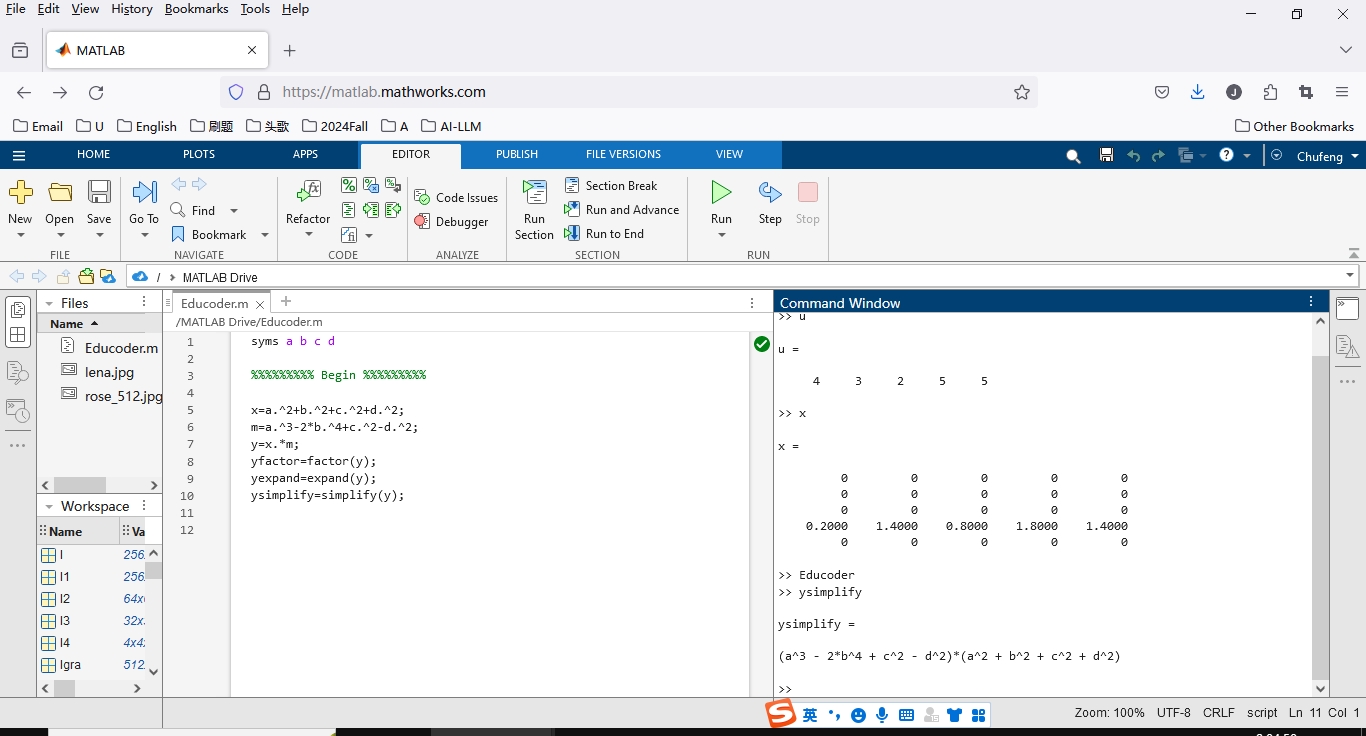 File Edit View History Bookmarks Tools Help
MATLAB
https://matlab.mathworks.com
Email U English 刷题 头歌 2024Fall A AI-LLM Other Bookmarks
HOME PLOTS APPS EDITOR PUBLISH FILE VERSIONS VIEW Chufeng
New Open Save Go To Find Bookmark Refactor Code Issues Debugger Run Section Section Break Run and Advance Run to End Run Step Stop
FILE NAVIGATE CODE ANALYZE SECTION RUN
/ MATLAB Drive
Files
Name
Educoder.m
lena.jpg
rose_512.jpg
Workspace
Name Va
I 256
I1 256
I2 64x
I3 32x
I4 4x4
Igra 512
Educoder.m
/MATLAB Drive/Educoder.m
1 syms a b c d
2
3 %%%%%%%%% Begin %%%%%%%%%
4
5 x=a.^2+b.^2+c.^2+d.^2;
6 m=a.^3-2*b.^4+c.^2-d.^2;
7 y=x.*m;
8 yfactor=factor(y);
9 yexpand=expand(y);
10 ysimplify=simplify(y);
11
12
Command Window
>> u
u =
4 3 2 5 5
>> x
x =
0 0 0 0 0
0 0 0 0 0
0 0 0 0 0
0.2000 1.4000 0.8000 1.8000 1.4000
0 0 0 0 0
>> Educoder
>> ysimplify
ysimplify =
(a^3 - 2*b^4 + c^2 - d^2)*(a^2 + b^2 + c^2 + d^2)
>>
英
Zoom: 100% UTF-8 CRLF script Ln 11 Col 1